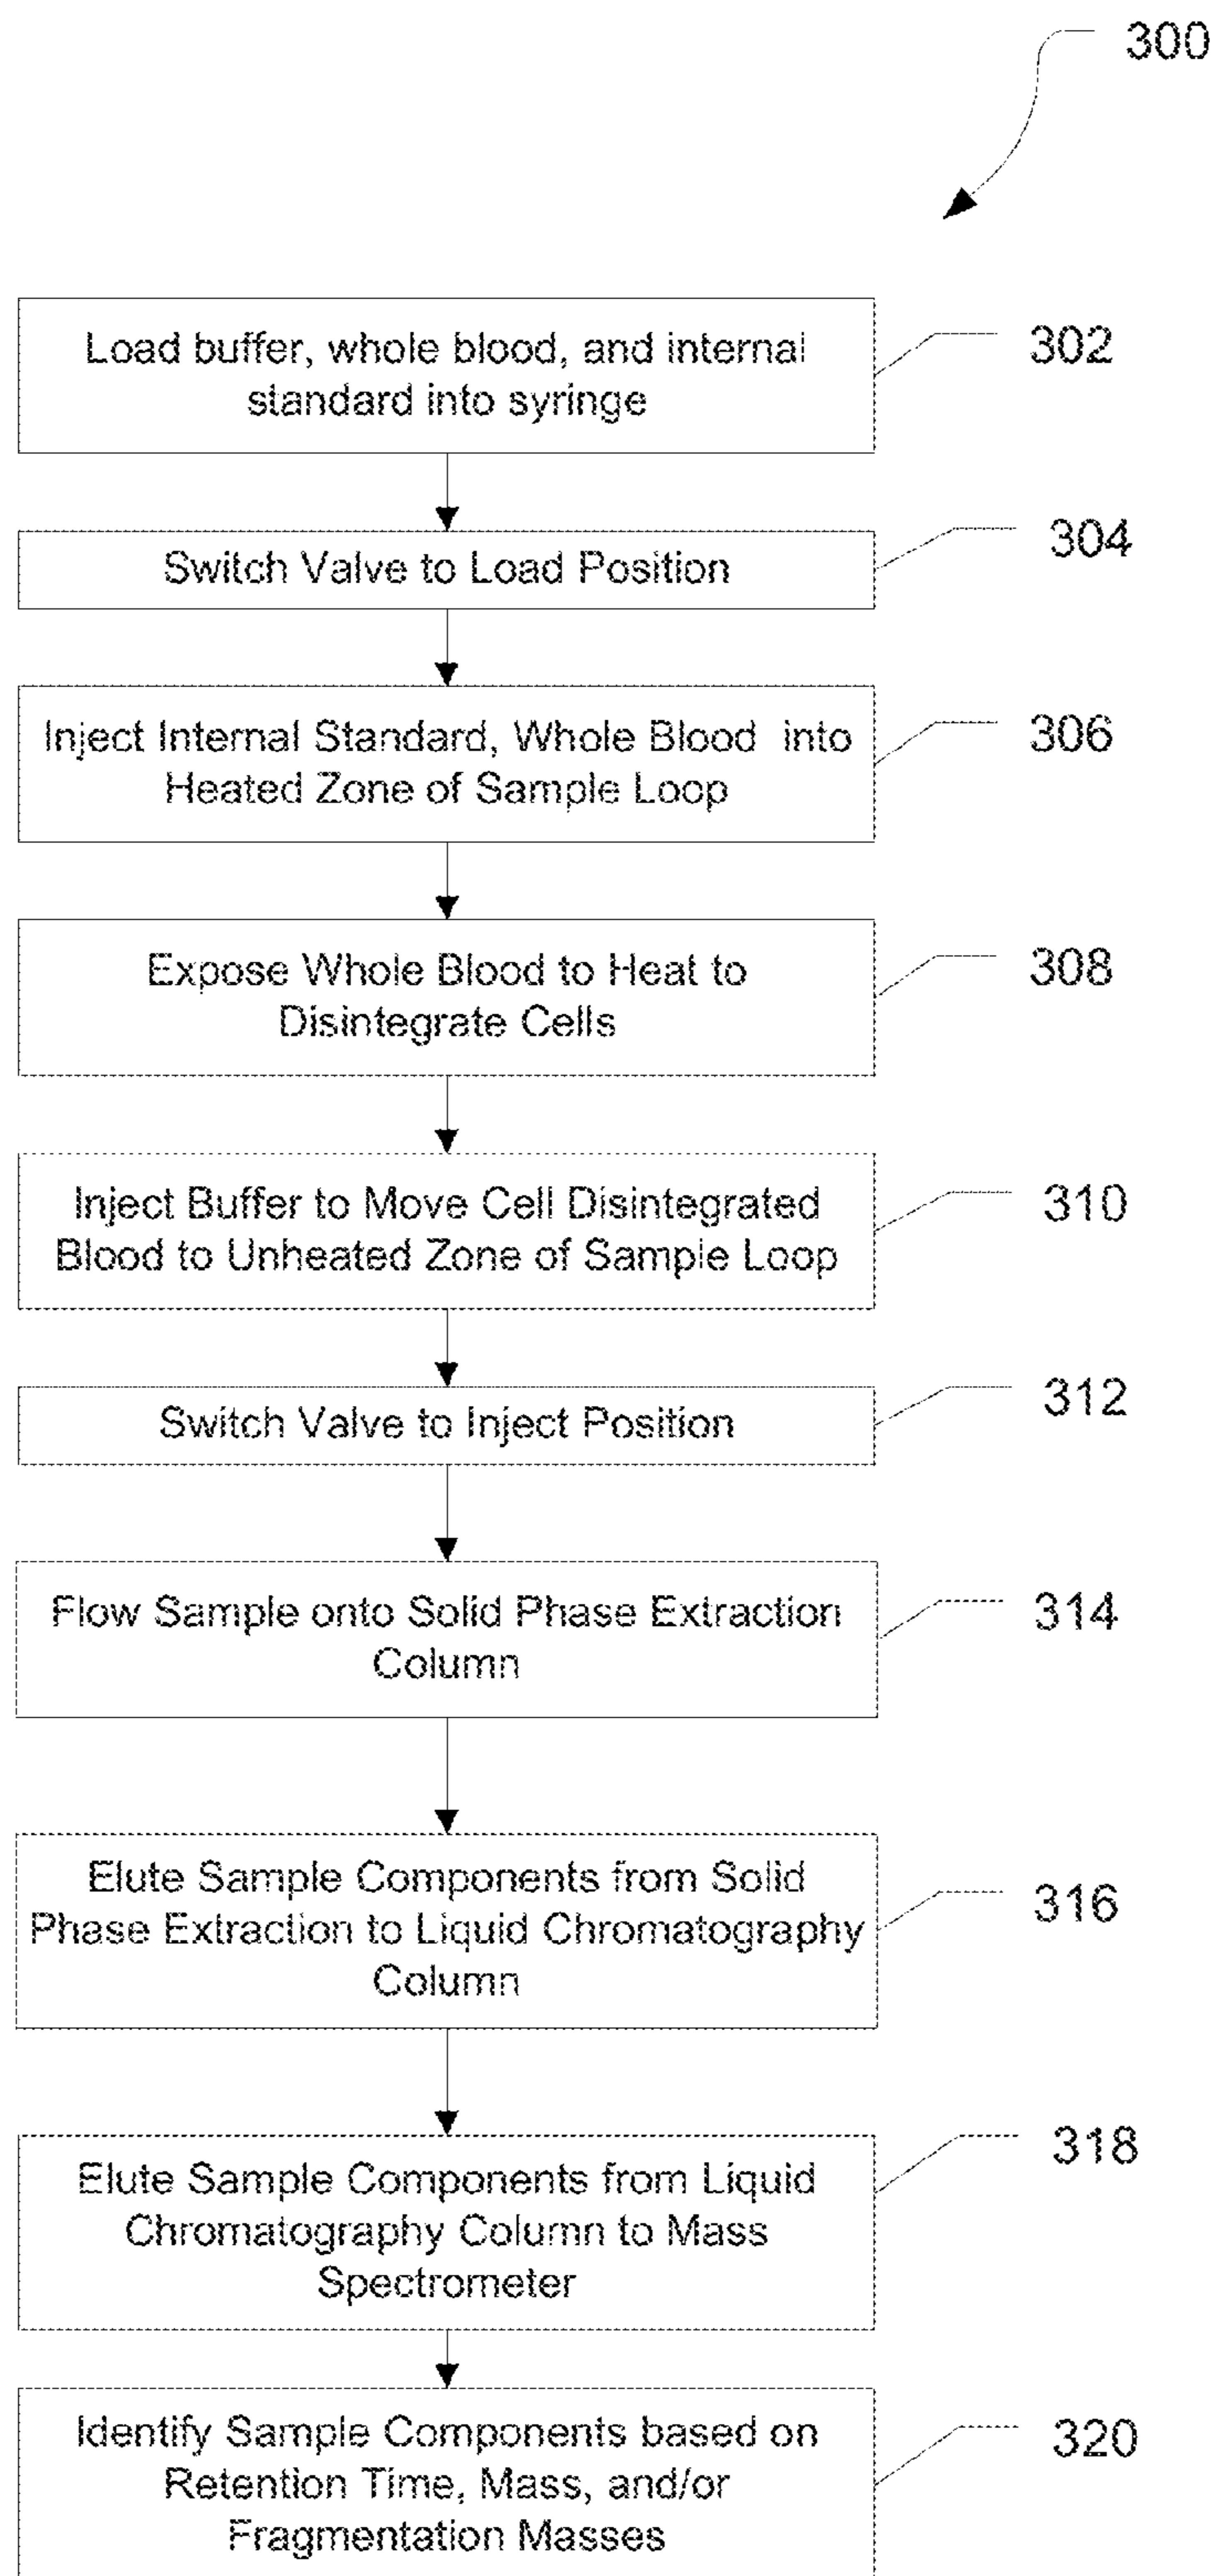 300
Load buffer, whole blood, and internal
standard into syringe
302
Switch Valve to Load Position
304
Inject Internal Standard, Whole Blood into
Heated Zone of Sample Loop
306
Expose Whole Blood to Heat to
Disintegrate Cells
308
Inject Buffer to Move Cell Disintegrated
Blood to Unheated Zone of Sample Loop
310
Switch Valve to Inject Position
312
Flow Sample onto Solid Phase Extraction
Column
314
Elute Sample Components from Solid
Phase Extraction to Liquid Chromatography
Column
316
Elute Sample Components from Liquid
Chromatography Column to Mass
Spectrometer
318
Identify Sample Components based on
Retention Time, Mass, and/or
Fragmentation Masses
320